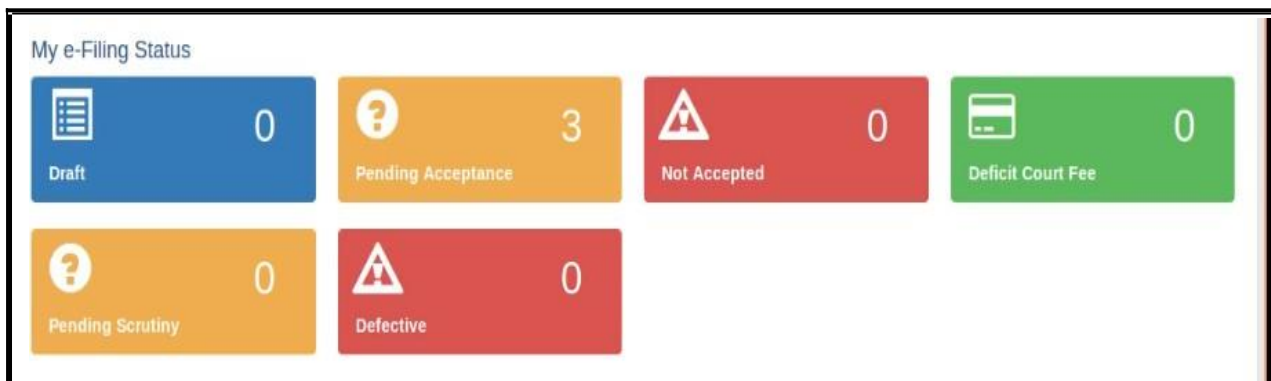 My e-Filing Status
0
Draft
3
Pending Acceptance
0
Not Accepted
0
Deficit Court Fee
0
Pending Scrutiny
0
Defective